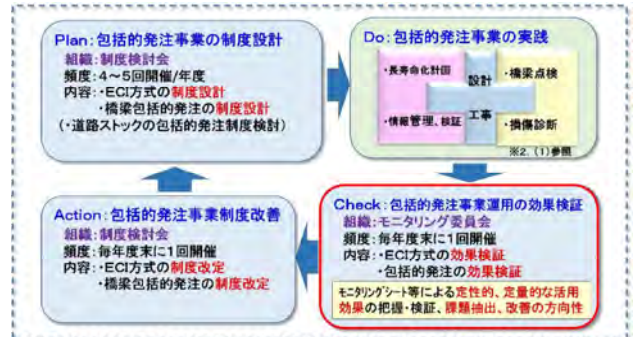 Plan：包括的発注事業の制度設計
組織：制度検討会
頻度：4～5回開催/年度
内容：・ECI方式の制度設計
・橋梁包括的発注の制度設計
（・道路ストックの包括的発注制度検討）
Do：包括的発注事業の実践
・長寿命化計画
設計
・橋梁点検
・情報管理、検証
工事
・損傷診断
※2．(1)参照
Action：包括的発注事業制度改善
組織：制度検討会
頻度：毎年度末に1回開催
内容：・ECI方式の制度改定
・橋梁包括的発注の制度改定
Check：包括的発注事業運用の効果検証
組織：モニタリング委員会
頻度：毎年度末に1回開催
内容：・ECI方式の効果検証
・包括的発注の効果検証
モニタリングシート等による定性的、定量的な活用
効果の把握・検証、課題抽出、改善の方向性